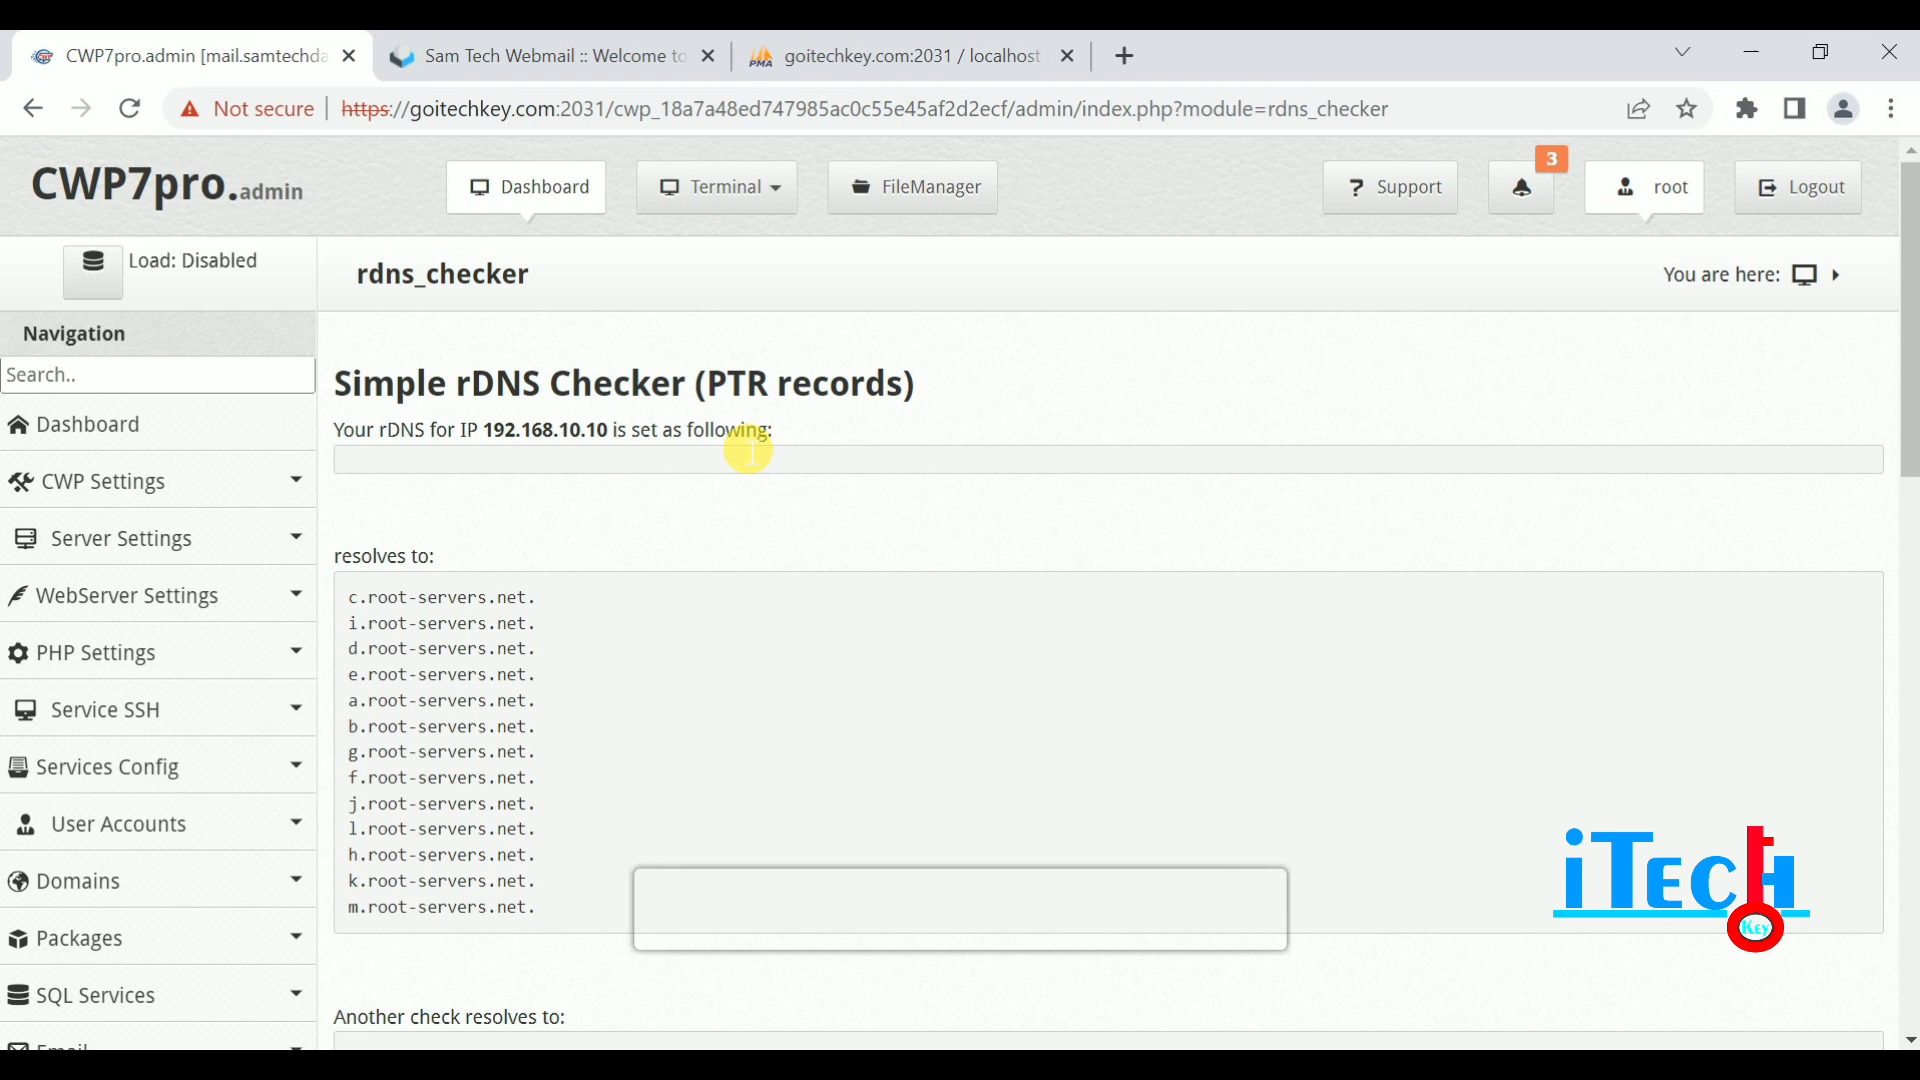 CWP7pro.admin [mail.samtechda
Sam Tech Webmail :: Welcome to
PMA
goitechkey.com:2031 / localhost
Not secure
https://goitechkey.com:2031/cwp_18a7a48ed747985ac0c55e45af2d2ecf/admin/index.php?module=rdns_checker
CWP7pro.admin
Dashboard
Terminal
FileManager
? Support
3
root
Logout
Load: Disabled
rdns_checker
You are here:
Navigation
Search..
Dashboard
CWP Settings
Server Settings
WebServer Settings
PHP Settings
Service SSH
Services Config
User Accounts
Domains
Packages
SQL Services
Email
Simple rDNS Checker (PTR records)
Your rDNS for IP 192.168.10.10 is set as following:
resolves to:
c.root-servers.net.
i.root-servers.net.
d.root-servers.net.
e.root-servers.net.
a.root-servers.net.
b.root-servers.net.
g.root-servers.net.
f.root-servers.net.
j.root-servers.net.
l.root-servers.net.
h.root-servers.net.
k.root-servers.net.
m.root-servers.net.
Another check resolves to:
iTecH
Key